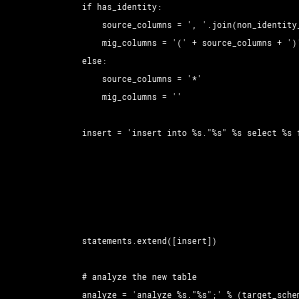 if has_identity:
source_columns = ', '.join(non_identity_
mig_columns = '(' + source_columns + ')'
else:
source_columns = '*'
mig_columns = ''
insert = 'insert into %s."%s" %s select %s
statements.extend([insert])
# analyze the new table
analyze = 'analyze %s."%s";' % (target_schem